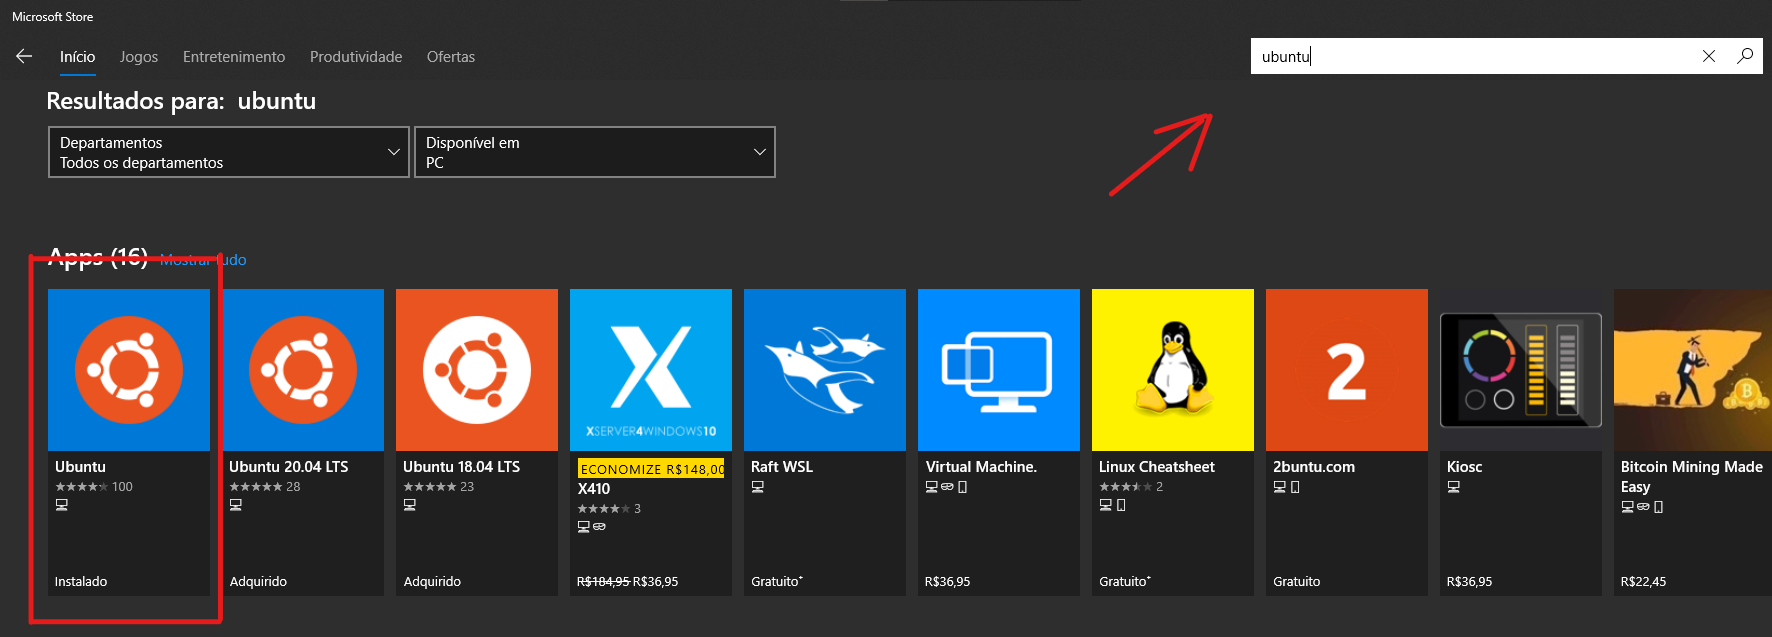 Microsoft Store
Início Jogos Entretenimento Produtividade Ofertas
ubuntu
Resultados para: ubuntu
Departamentos
Todos os departamentos
Disponível em
PC
Apps (16) Mostrar tudo
XSERVER4WINDOWS10
2
Ubuntu
100
Instalado
Ubuntu 20.04 LTS
28
Adquirido
Ubuntu 18.04 LTS
23
Adquirido
ECONOMIZE R$148,00
X410
3
R$184,95 R$36,95
Raft WSL
Gratuito*
Virtual Machine.
R$36,95
Linux Cheatsheet
2
Gratuito*
2buntu.com
Gratuito
Kiosc
R$36,95
Bitcoin Mining Made
Easy
R$22,45